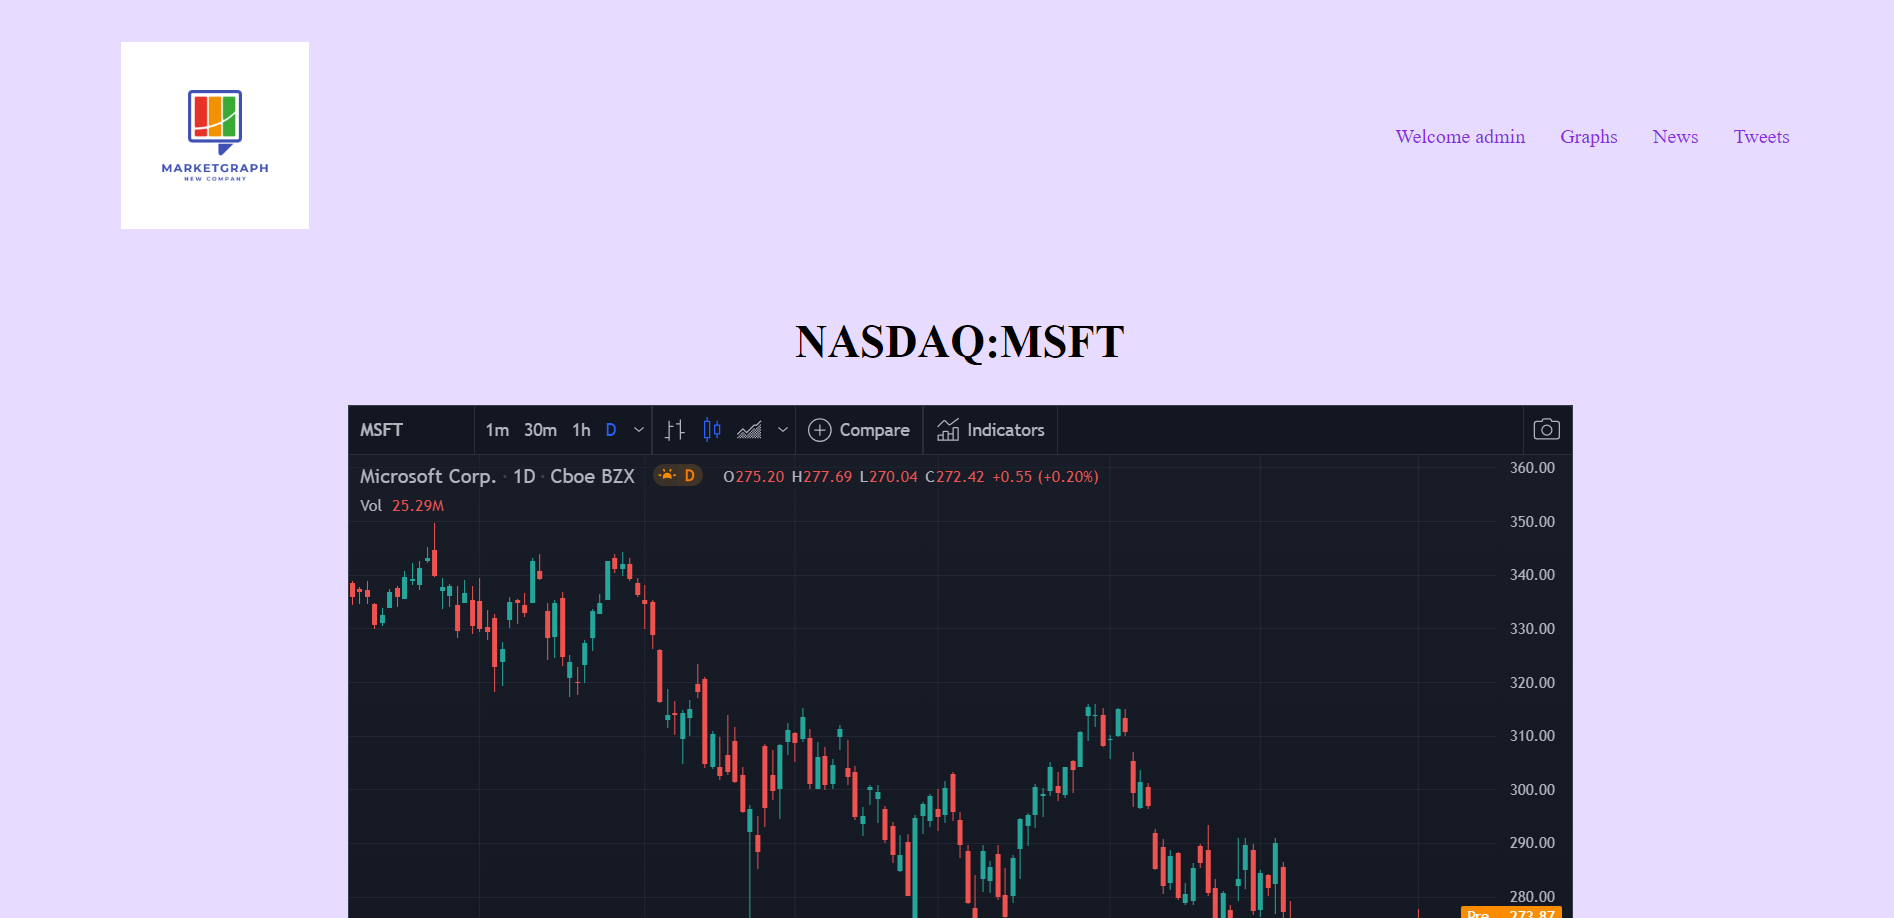 MARKETGRAPH
NEW COMPANY
Welcome admin Graphs News Tweets
NASDAQ:MSFT
MSFT 1m 30m 1h D Compare Indicators
Microsoft Corp. · 1D · Cboe BZX D O275.20 H277.69 L270.04 C272.42 +0.55 (+0.20%)
Vol 25.29M
360.00
350.00
340.00
330.00
320.00
310.00
300.00
290.00
280.00
Pre 273.87